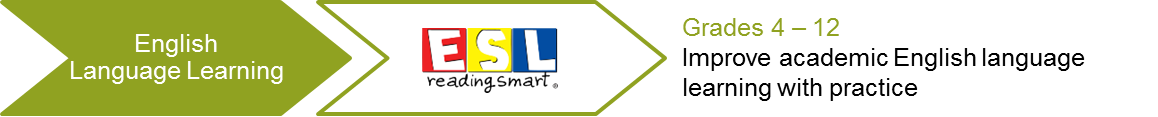 English
Language Learning
ESL
readingsmart®
Grades 4 – 12
Improve academic English language
learning with practice